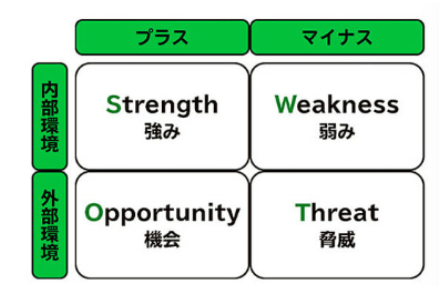 プラス
マイナス
内部環境
Strength
強み
Weakness
弱み
外部環境
Opportunity
機会
Threat
脅威